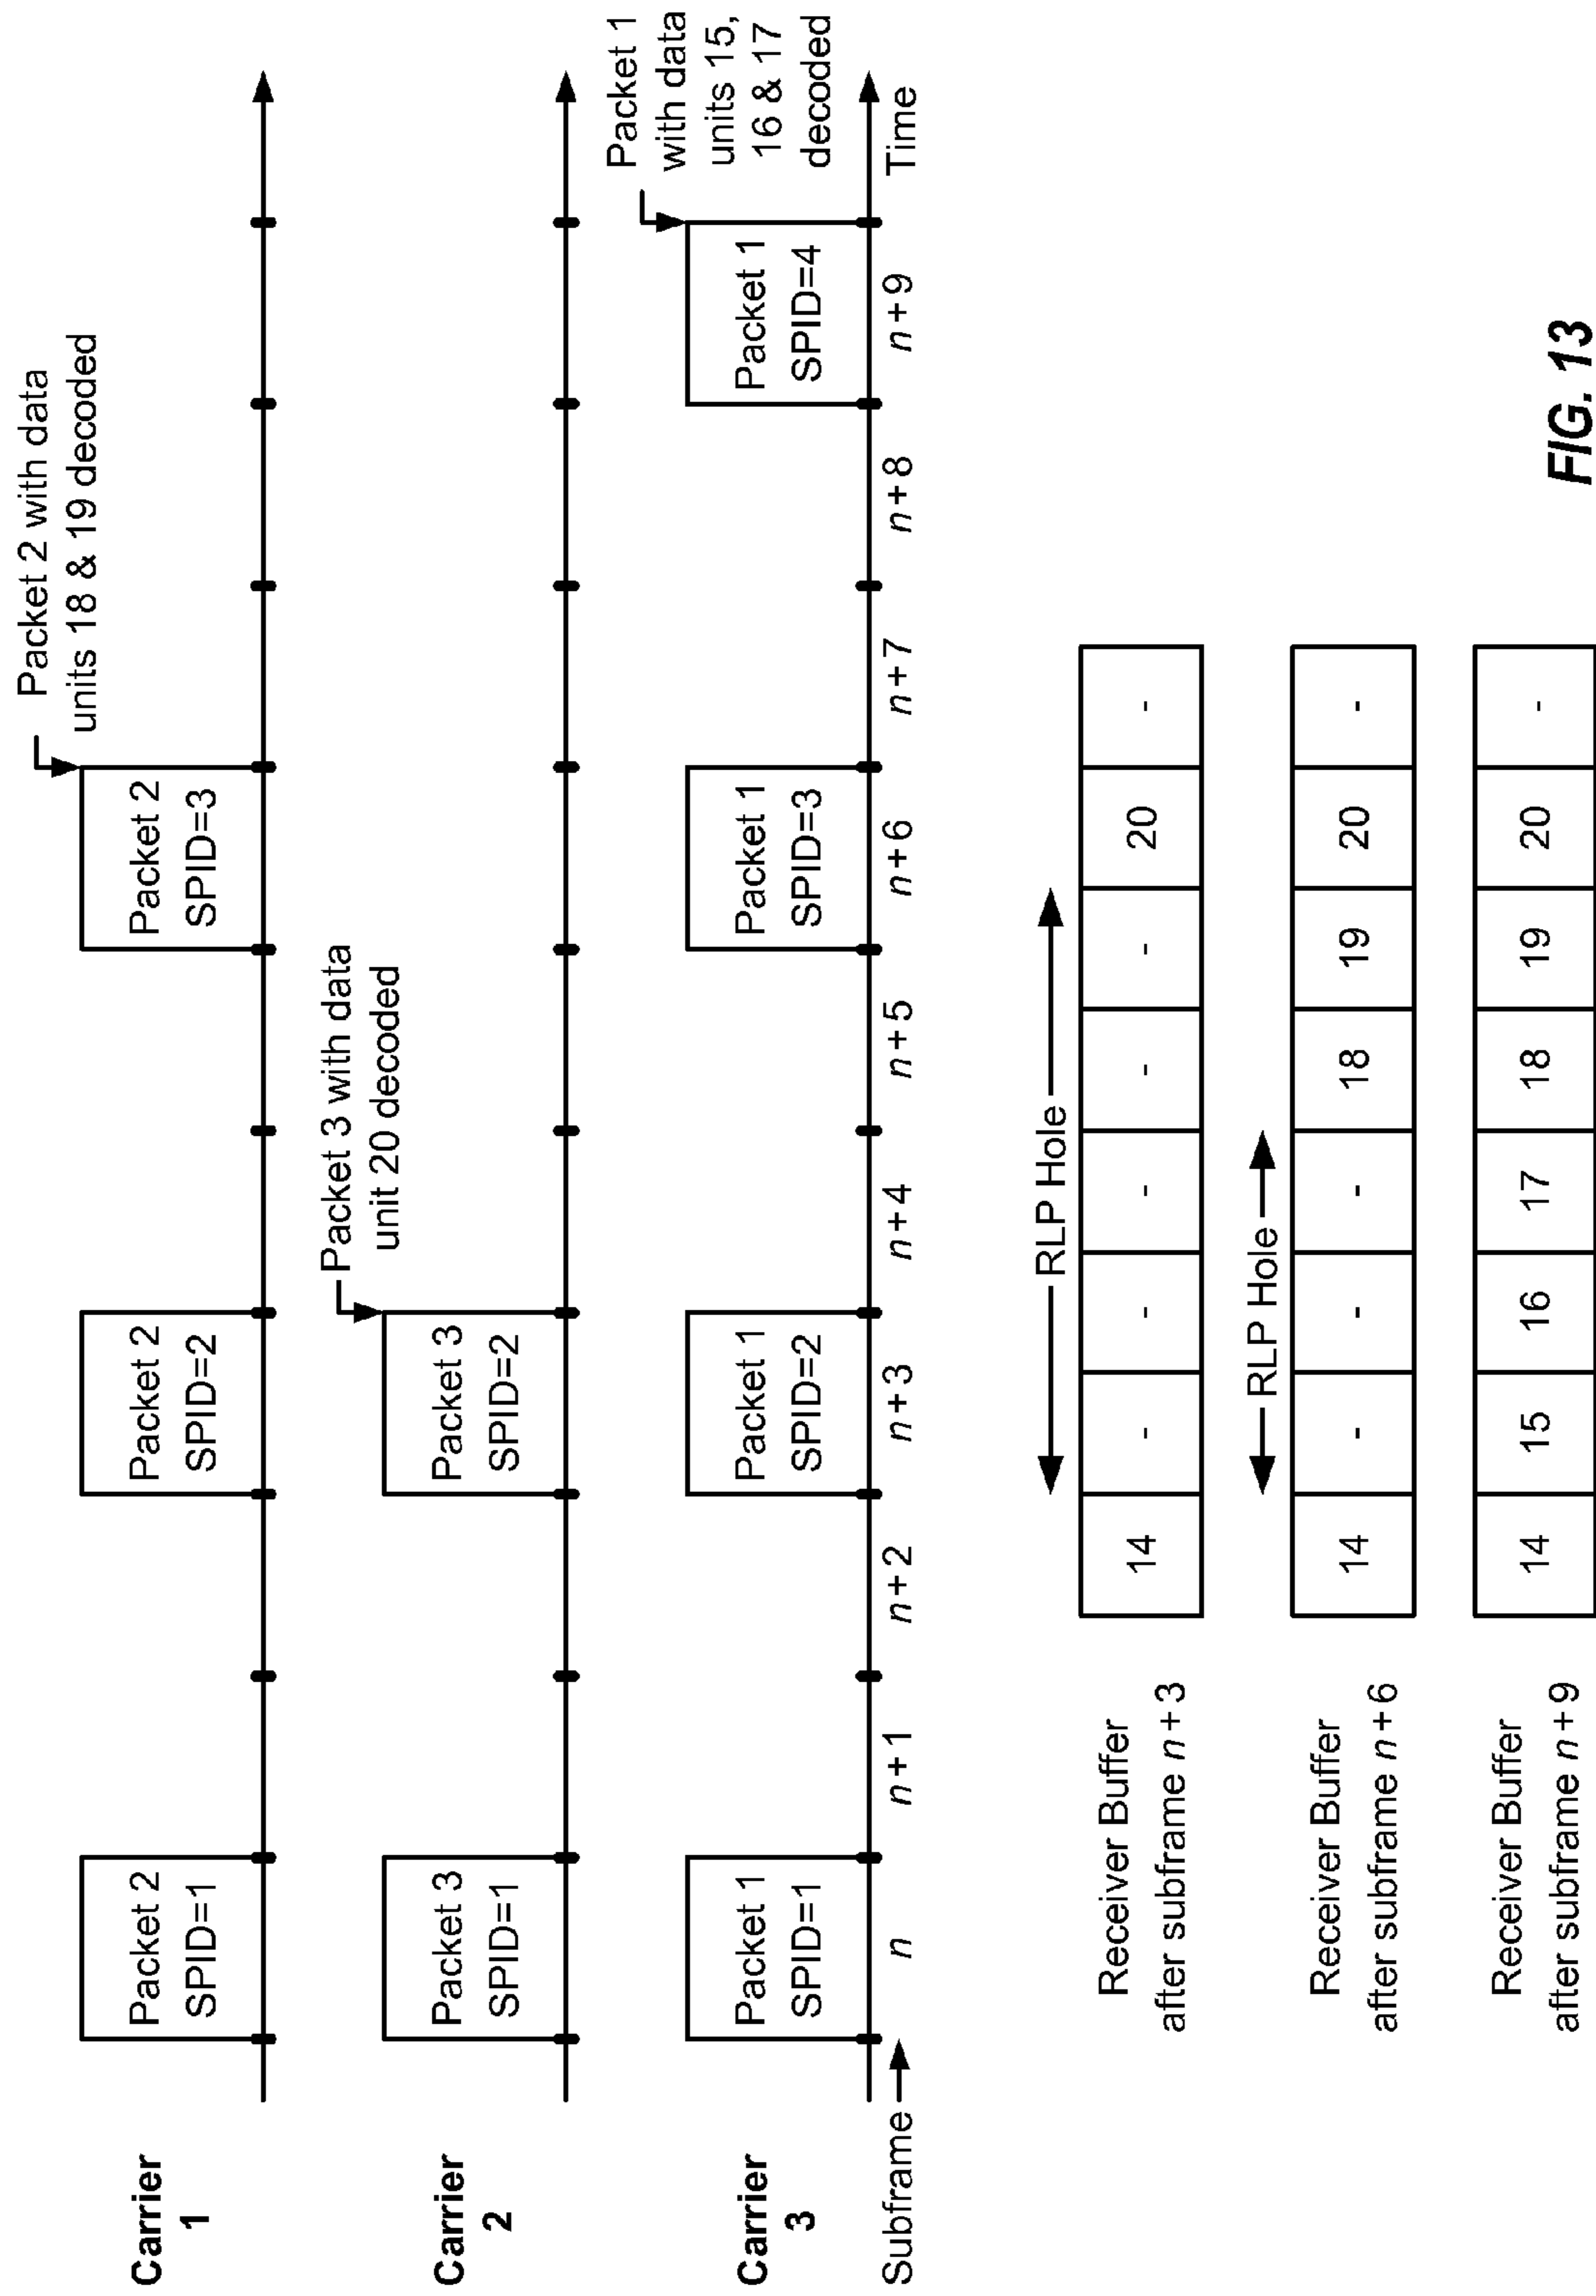 Carrier
1
Packet 2
SPID=1
Packet 2
SPID=2
Packet 2
SPID=3
Packet 2 with data
units 18 & 19 decoded
Carrier
2
Packet 3
SPID=1
Packet 3
SPID=2
Packet 3 with data
unit 20 decoded
Carrier
3
Packet 1
SPID=1
Packet 1
SPID=2
Packet 1
SPID=3
Packet 1
SPID=4
Packet 1
with data
units 15,
16 & 17
decoded
Subframe
n
n+1
n+2
n+3
n+4
n+5
n+6
n+7
n+8
n+9
Time
RLP Hole
Receiver Buffer
after subframe n+3
14 - - - - - 20 -
RLP Hole
Receiver Buffer
after subframe n+6
14 - - - 18 19 20 -
Receiver Buffer
after subframe n+9
14 15 16 17 18 19 20 -
FIG. 13